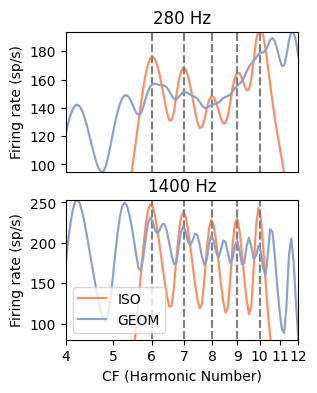 280 Hz
Firing rate (sp/s)
180
160
140
120
100
1400 Hz
Firing rate (sp/s)
250
200
150
100
ISO
GEOM
4 5 6 7 8 9 10 11 12
CF (Harmonic Number)